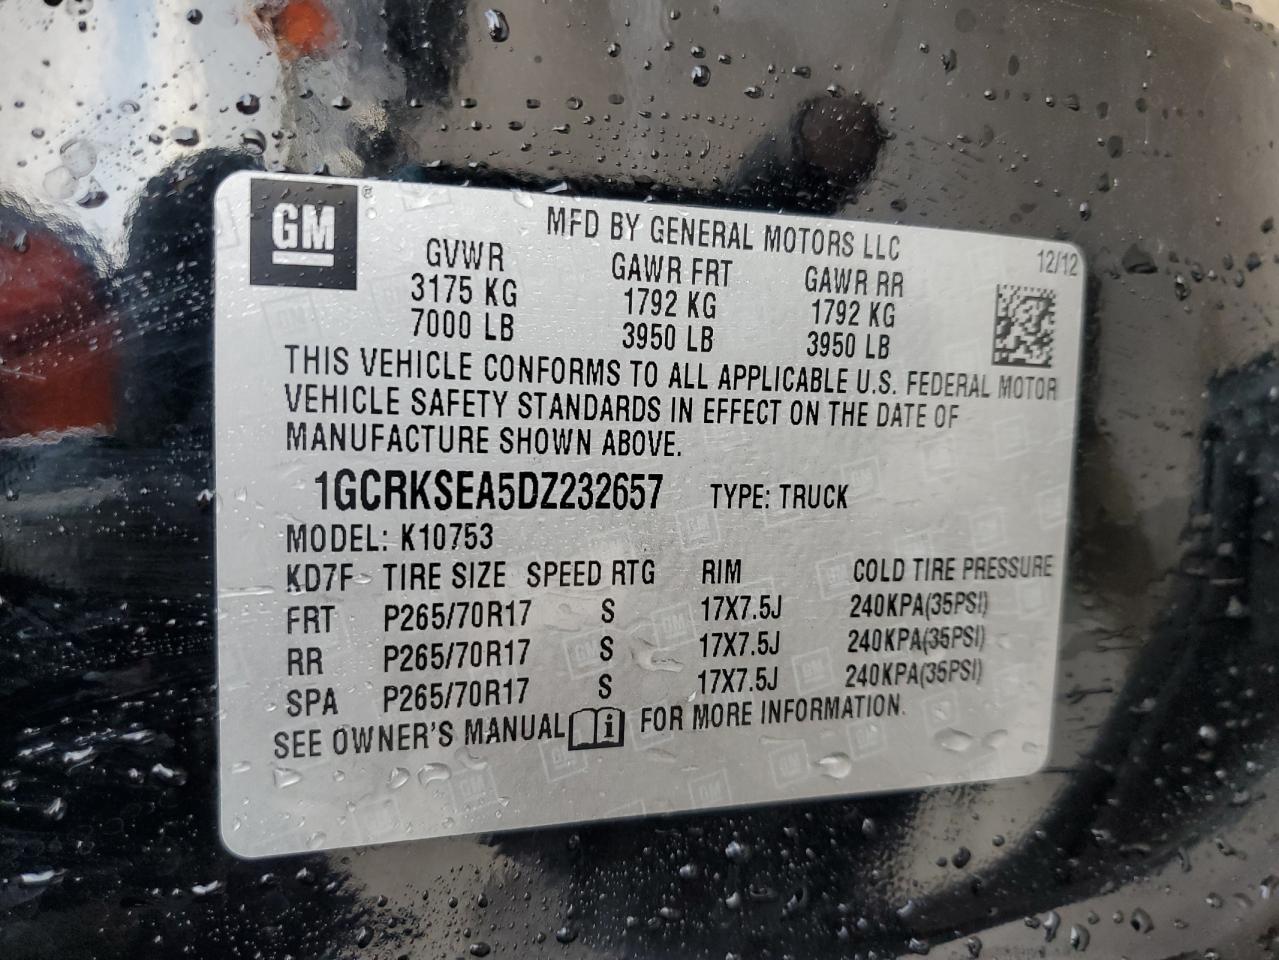 GM ®
MFD BY GENERAL MOTORS LLC
12/12
GVWR GAWR FRT GAWR RR
3175 KG 1792 KG 1792 KG
7000 LB 3950 LB 3950 LB
THIS VEHICLE CONFORMS TO ALL APPLICABLE U.S. FEDERAL MOTOR
VEHICLE SAFETY STANDARDS IN EFFECT ON THE DATE OF
MANUFACTURE SHOWN ABOVE.
1GCRKSEA5DZ232657 TYPE: TRUCK
MODEL: K10753
KD7F TIRE SIZE SPEED RTG RIM COLD TIRE PRESSURE
FRT P265/70R17 S 17X7.5J 240KPA(35PSI)
RR P265/70R17 S 17X7.5J 240KPA(35PSI)
SPA P265/70R17 S 17X7.5J 240KPA(35PSI)
SEE OWNER'S MANUAL i FOR MORE INFORMATION.